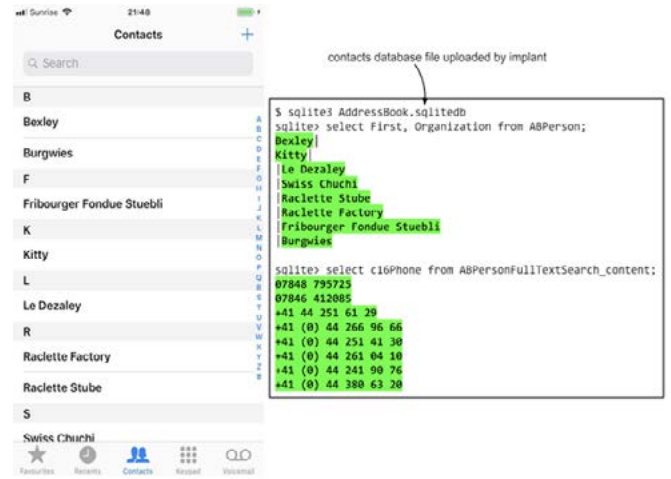 Sunrise
21:48
Contacts
+
Search
B
Bexley
Burgwies
F
Fribourger Fondue Stuebli
K
Kitty
L
Le Dezaley
R
Raclette Factory
Raclette Stube
S
Swiss Chuchi
A
B
C
D
E
F
G
H
I
J
K
L
M
N
O
P
Q
R
S
T
U
V
W
X
Y
Z
#
Favourites
Recents
Contacts
Keypad
Voicemail
contacts database file uploaded by implant
$ sqlite3 AddressBook.sqlitedb
sqlite> select First, Organization from ABPerson;
Bexley|
Kitty|
|Le Dezaley
|Swiss Chuchi
|Raclette Stube
|Raclette Factory
|Fribourger Fondue Stuebli
|Burgwies
sqlite> select c16Phone from ABPersonFullTextSearch_content;
07848 795725
07846 412085
+41 44 251 61 29
+41 (0) 44 266 96 66
+41 (0) 44 251 41 30
+41 (0) 44 261 04 10
+41 (0) 44 241 90 76
+41 (0) 44 380 63 20